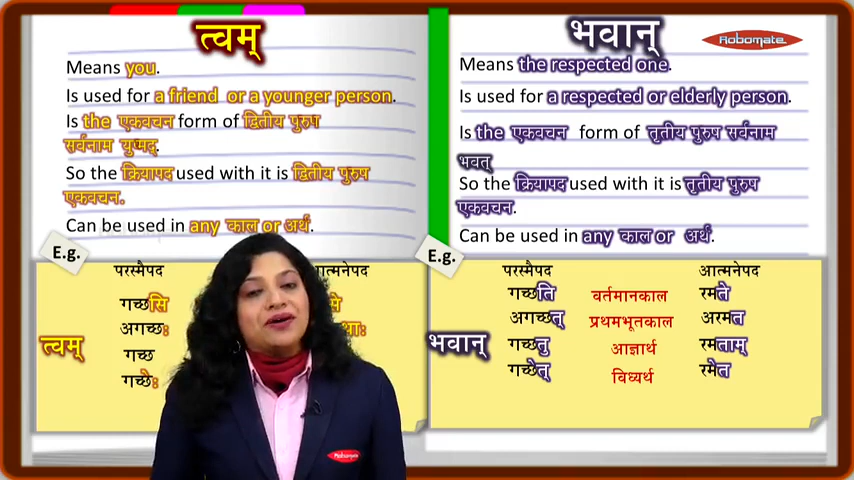 त्वम्
Means you.
Is used for a friend or a younger person.
Is the एकवचन form of द्वितीय पुरुष
सर्वनाम युष्मद्.
So the क्रियापद used with it is द्वितीय पुरुष
एकवचन.
Can be used in any काल or अर्थ.
E.g.
परस्मैपद
त्वम्
गच्छसि
अगच्छः
गच्छ
गच्छेः
भवान्
Robomate
Means the respected one.
Is used for a respected or elderly person.
Is the एकवचन form of तृतीय पुरुष सर्वनाम
भवत्
So the क्रियापद used with it is तृतीय पुरुष
एकवचन.
Can be used in any काल or अर्थ.
E.g.
परस्मैपद आत्मनेपद
भवान्
गच्छति वर्तमानकाल रमते
अगच्छत् प्रथमभूतकाल अरमत
गच्छतु आज्ञार्थ रमताम्
गच्छेत् विध्यर्थ रमेत
Robomate